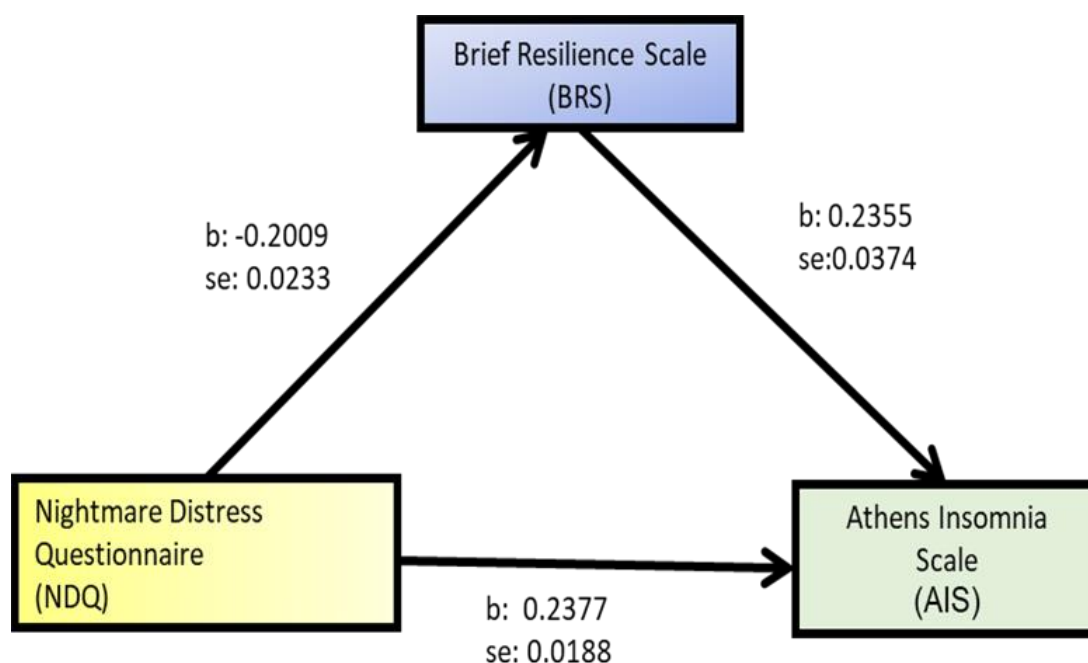 Brief Resilience Scale
(BRS)
b: -0.2009
se: 0.0233
b: 0.2355
se:0.0374
Nightmare Distress
Questionnaire
(NDQ)
b: 0.2377
se: 0.0188
Athens Insomnia
Scale
(AIS)